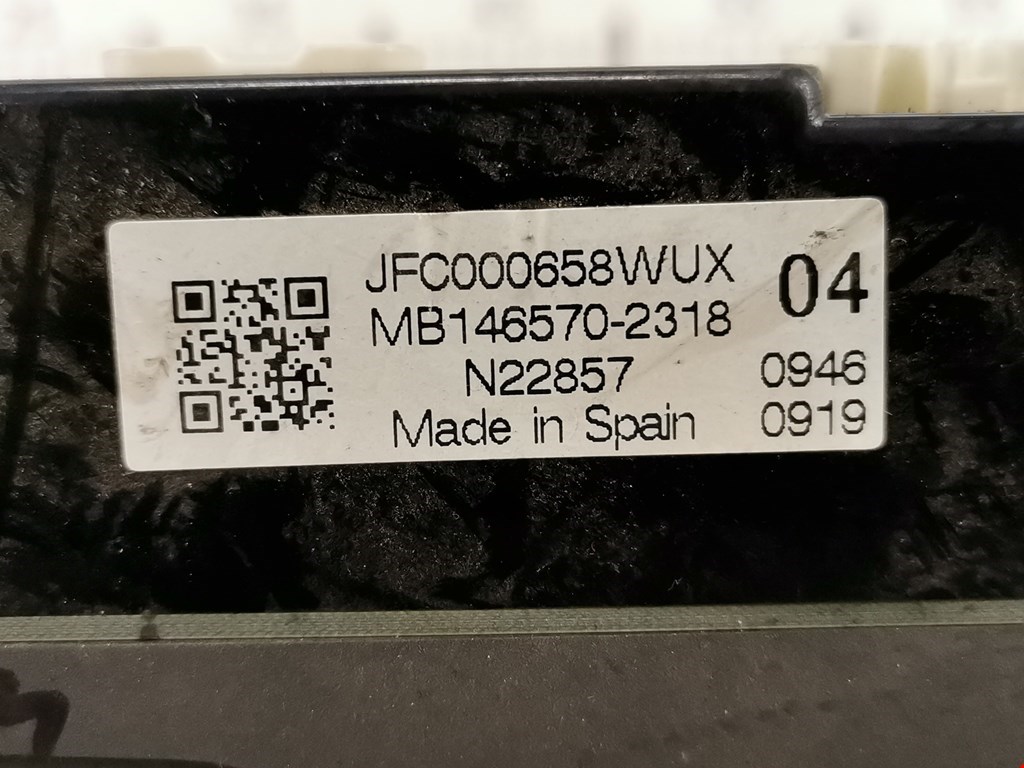 JFC000658WUX
MB146570-2318
N22857
Made in Spain
04
0946
0919